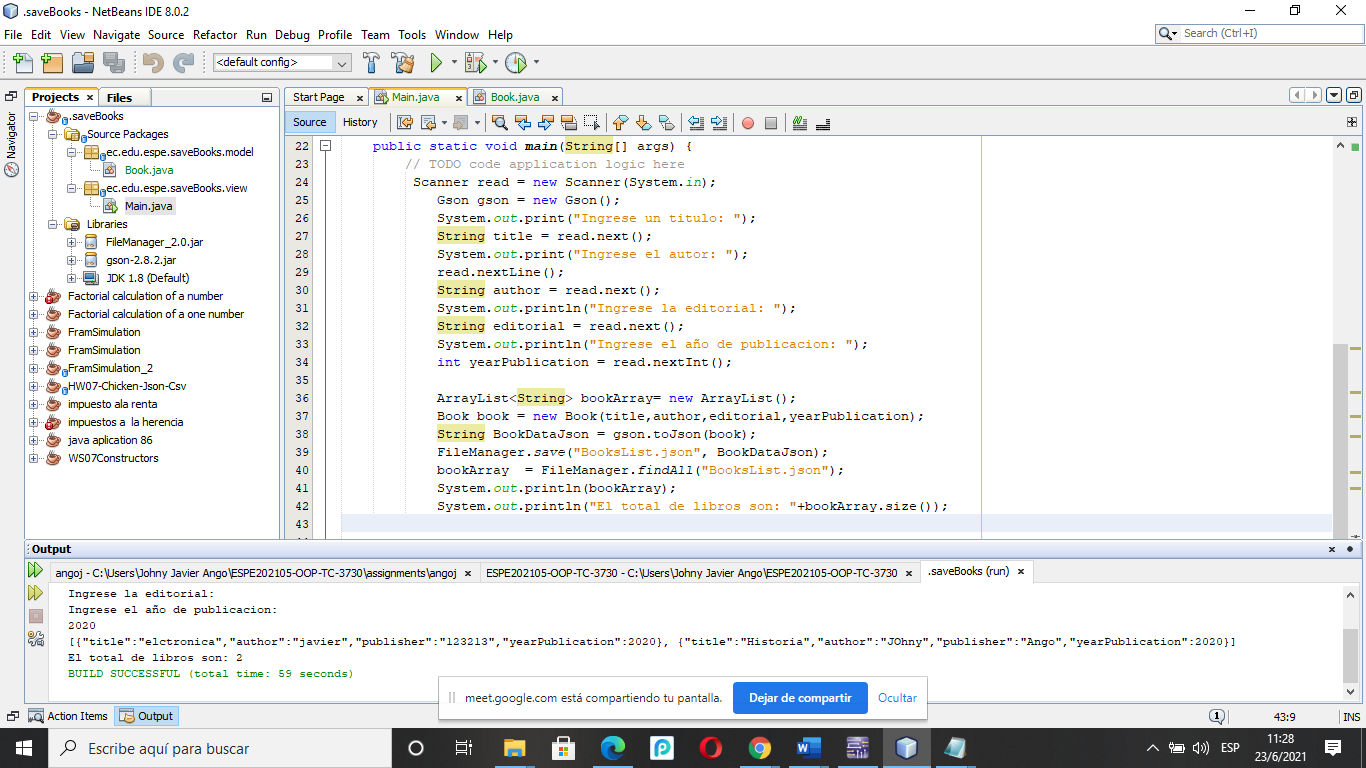 .saveBooks - NetBeans IDE 8.0.2
File Edit View Navigate Source Refactor Run Debug Profile Team Tools Window Help
Search (Ctrl+I)
<default config>
Projects Files
Navigator
.saveBooks
Source Packages
ec.edu.espe.saveBooks.model
Book.java
ec.edu.espe.saveBooks.view
Main.java
Libraries
FileManager_2.0.jar
gson-2.8.2.jar
JDK 1.8 (Default)
Factorial calculation of a number
Factorial calculation of a one number
FramSimulation
FramSimulation
FramSimulation_2
HW07-Chicken-Json-Csv
impuesto ala renta
impuestos a la herencia
java aplication 86
WS07Constructors
Start Page Main.java Book.java
Source History
22 public static void main(String[] args) {
23 // TODO code application logic here
24 Scanner read = new Scanner(System.in);
25 Gson gson = new Gson();
26 System.out.print("Ingrese un titulo: ");
27 String title = read.next();
28 System.out.print("Ingrese el autor: ");
29 read.nextLine();
30 String author = read.next();
31 System.out.println("Ingrese la editorial: ");
32 String editorial = read.next();
33 System.out.println("Ingrese el año de publicacion: ");
34 int yearPublication = read.nextInt();
35
36 ArrayList<String> bookArray= new ArrayList();
37 Book book = new Book(title,author,editorial,yearPublication);
38 String BookDataJson = gson.toJson(book);
39 FileManager.save("BooksList.json", BookDataJson);
40 bookArray  = FileManager.findAll("BooksList.json");
41 System.out.println(bookArray);
42 System.out.println("El total de libros son: "+bookArray.size());
43
Output
angoj - C:\Users\Johny Javier Ango\ESPE202105-OOP-TC-3730\assignments\angoj ESPE202105-OOP-TC-3730 - C:\Users\Johny Javier Ango\ESPE202105-OOP-TC-3730 .saveBooks (run)
Ingrese la editorial:
Ingrese el año de publicacion:
2020
[{"title":"elctronica","author":"javier","publisher":"123213","yearPublication":2020}, {"title":"Historia","author":"JOhny","publisher":"Ango","yearPublication":2020}]
El total de libros son: 2
BUILD SUCCESSFUL (total time: 59 seconds)
meet.google.com está compartiendo tu pantalla. Dejar de compartir Ocultar
Action Items Output
1 43:9 INS
Escribe aquí para buscar
ESP
11:28
23/6/2021